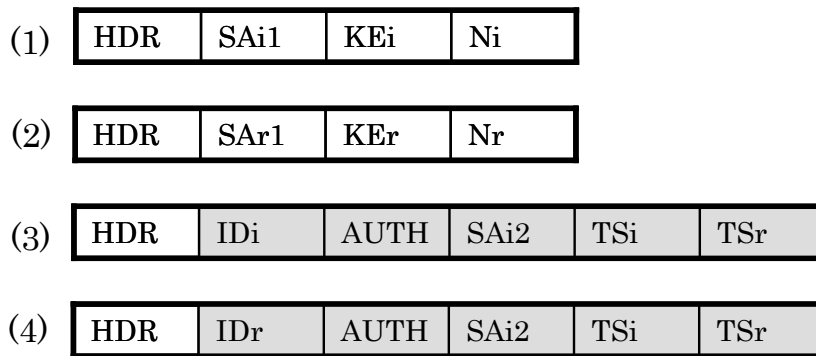 (1) HDR SAi1 KEi Ni
(2) HDR SAr1 KEr Nr
(3) HDR IDi AUTH SAi2 TSi TSr
(4) HDR IDr AUTH SAi2 TSi TSr